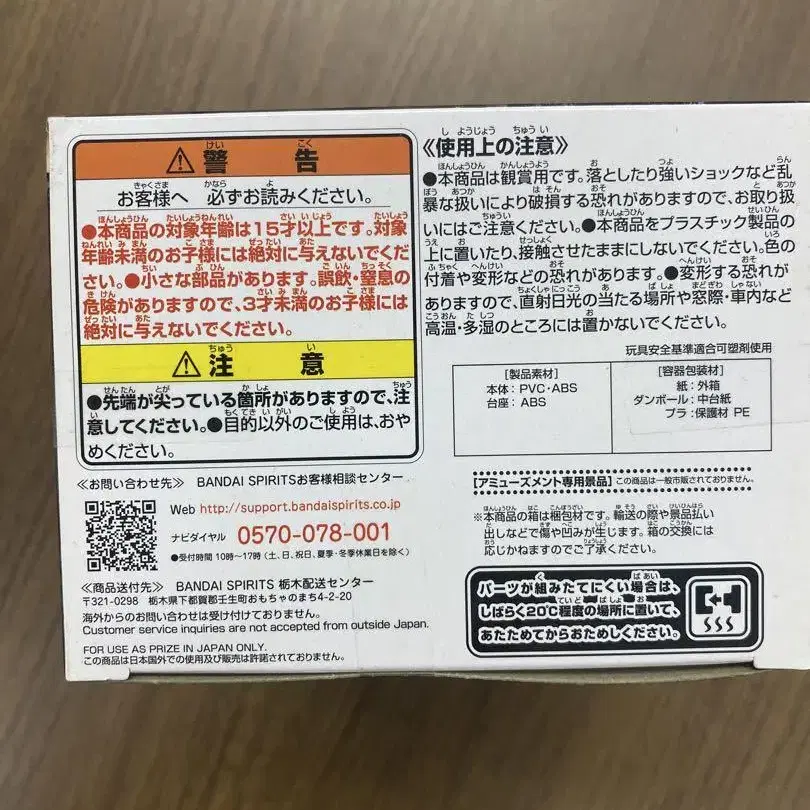 ⚠警告
お客様へ 必ずお読みください。
●本商品の対象年齢は15才以上です。対象
年齢未満のお子様には絶対に与えないでくだ
さい。●小さな部品があります。誤飲・窒息の
危険がありますので、3才未満のお子様には
絶対に与えないでください。
⚠注意
●先端が尖っている箇所がありますので、注
意してください。●目的以外のご使用は、おや
めください。
《お問い合わせ先》 BANDAI SPIRITSお客様相談センター
Web http://support.bandaispirits.co.jp
ナビダイヤル 0570-078-001
●受付時間 10時〜17時(土、日、祝日、夏季・冬季休業日を除く)
《商品送付先》 BANDAI SPIRITS 栃木配送センター
〒321-0298 栃木県下都賀郡壬生町おもちゃのまち4-2-20
海外からのお問い合わせは受け付けておりません。
Customer service inquiries are not accepted from outside Japan.
FOR USE AS PRIZE IN JAPAN ONLY.
この商品は日本国外での使用及び販売は許諾されておりません。
《使用上の注意》
●本商品は観賞用です。落としたり強いショックなど乱
暴な扱いにより破損する恐れがありますので、お取り扱
いにはご注意ください。●本商品をプラスチック製品の
上に置いたり、接触させたままにしないでください。色の
付着や変形などの恐れがあります。●変形する恐れが
ありますので、直射日光の当たる場所や窓際・車内など
高温・多湿のところには置かないでください。
玩具安全基準適合可塑剤使用
[製品素材]
本体:PVC・ABS
台座:ABS
[容器包装材]
紙:外箱
ダンボール:中台紙
プラ:保護材 PE
【アミューズメント専用景品】この商品は一般市販されておりません。
※本商品の箱は梱包材です。輸送の際や景品払い
出しなどで傷や凹みが生じます。箱の交換には
応じかねますのでご了承ください。
パーツが組みたてにくい場合は、
しばらく20℃程度の場所に置いて、
あたためてからおためしください。